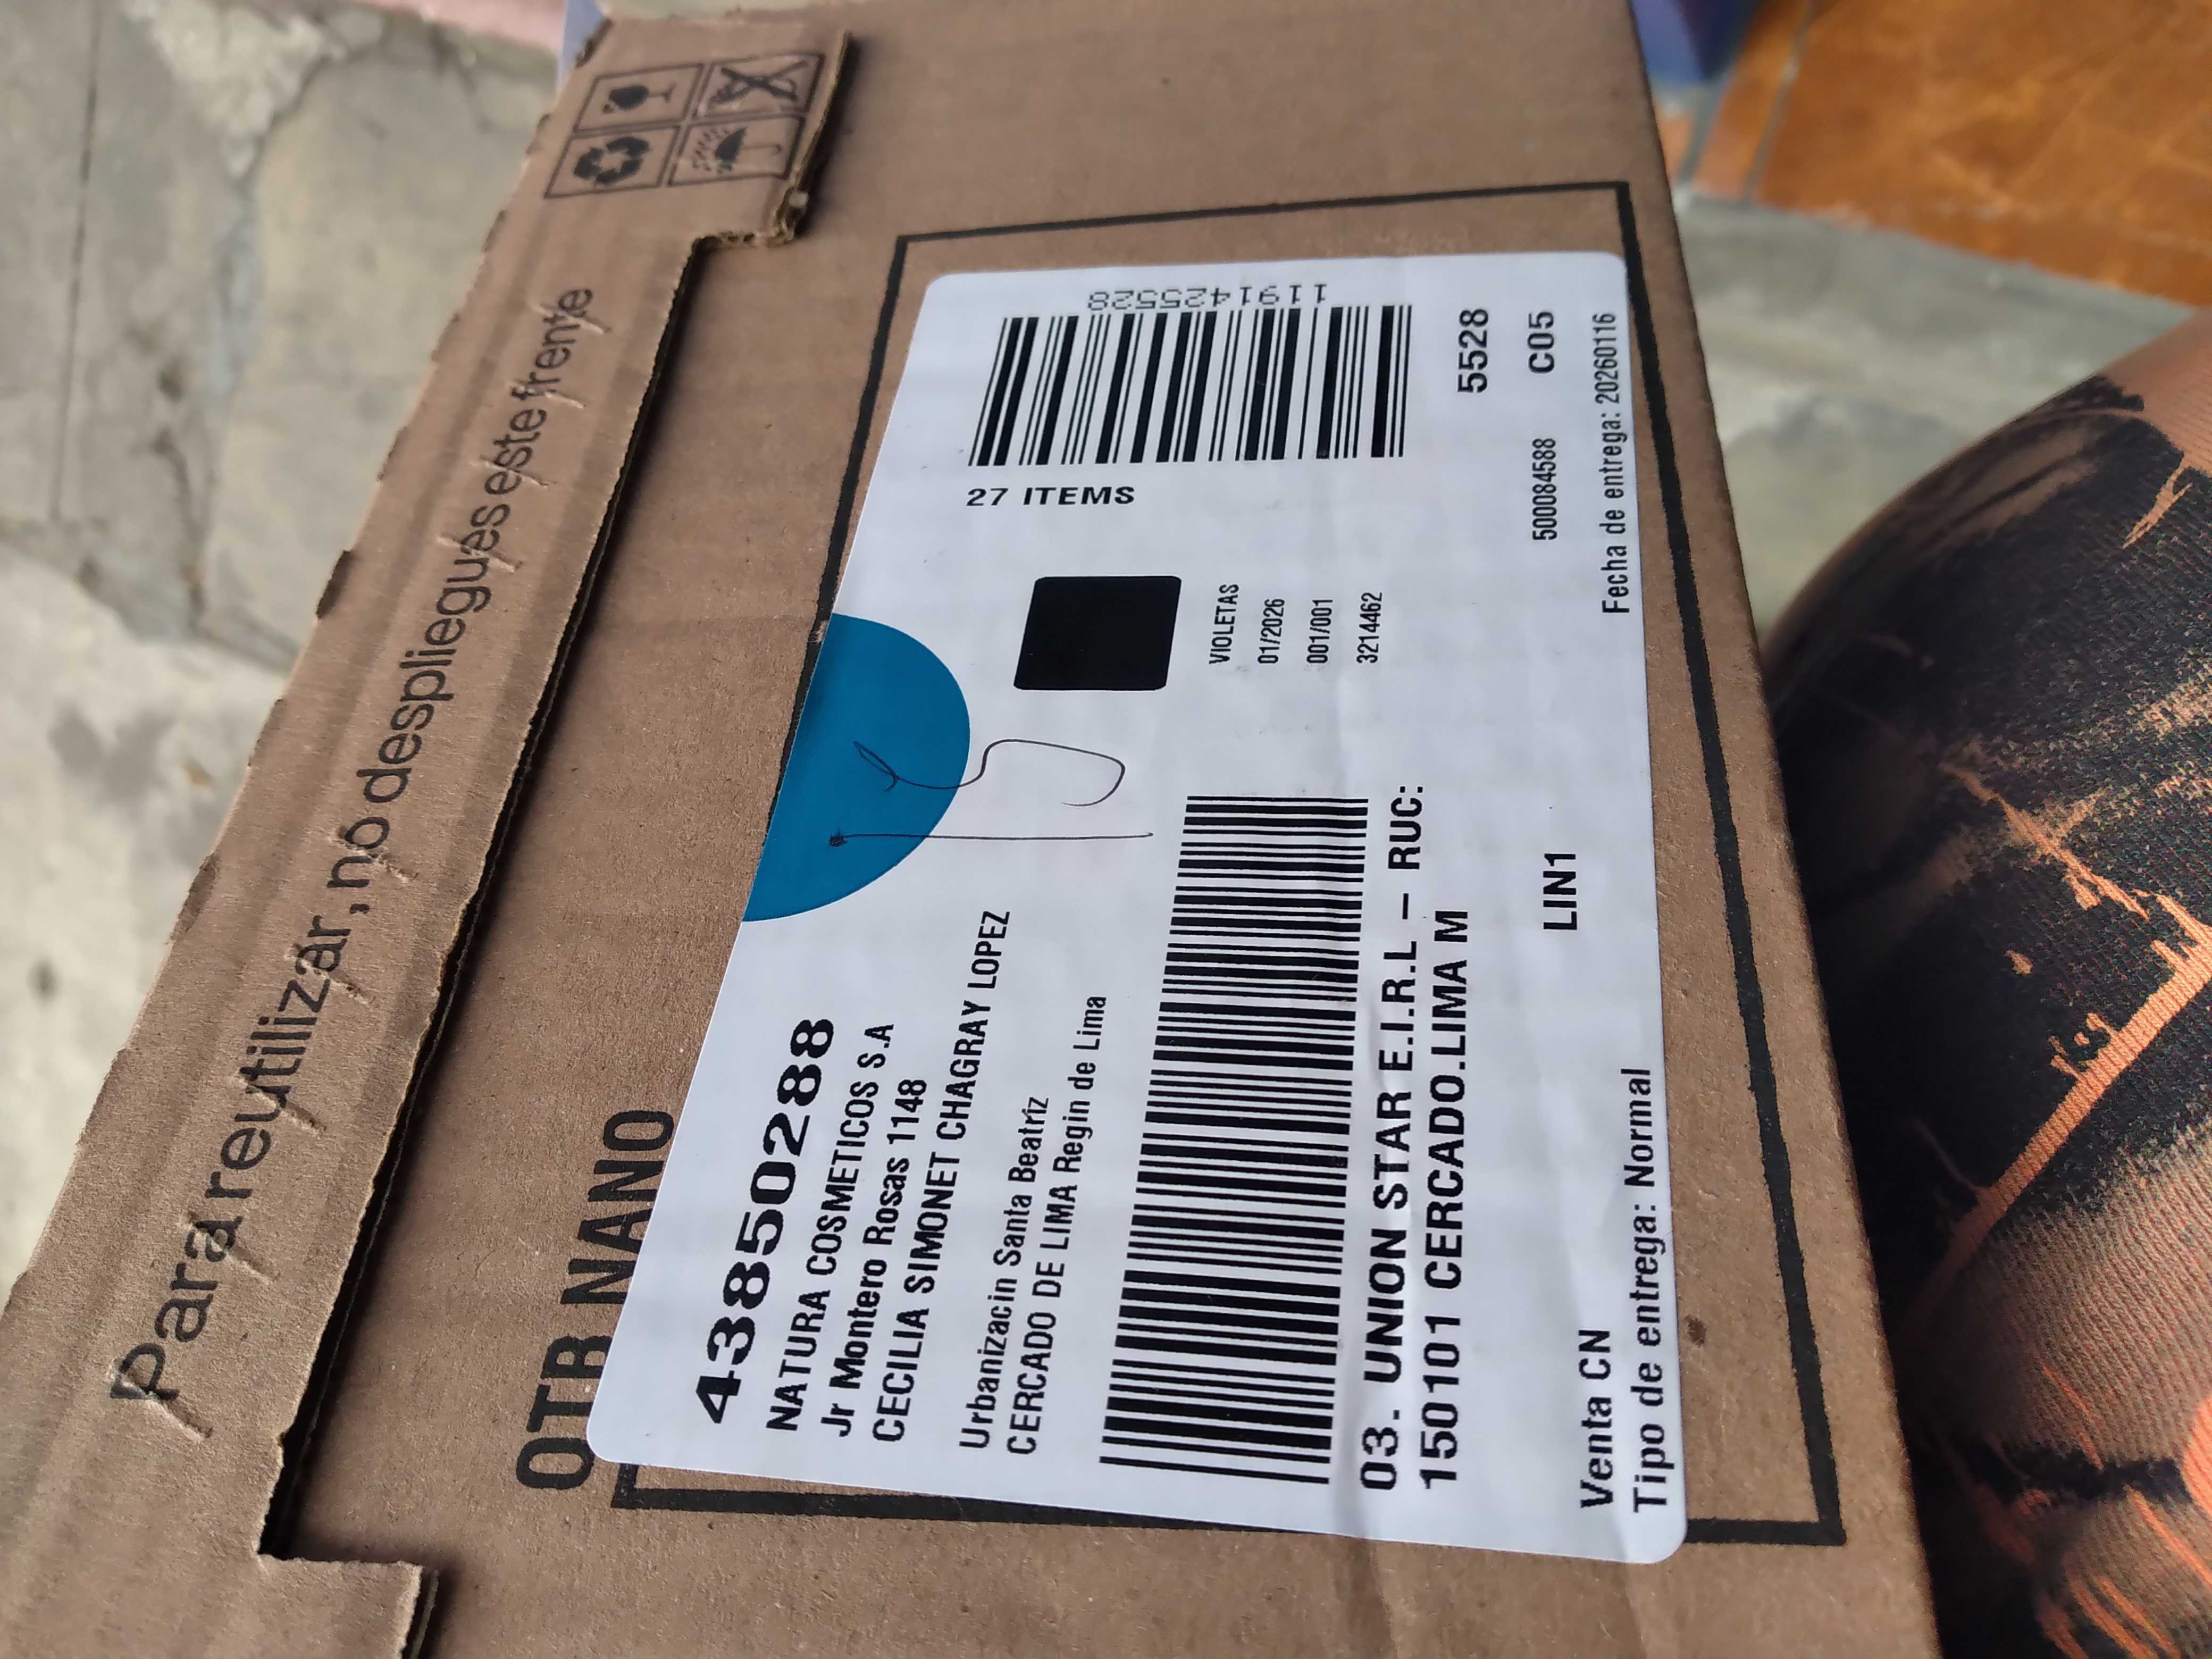 Para reutilizar, no despliegues este frente
OTB NANO
43850288
NATURA COSMETICOS S.A
Jr Montero Rosas 1148
CECILIA SIMONET CHAGRAY LOPEZ
Urbanizacin Santa Beatriz
CERCADO DE LIMA Regin de Lima
27 ITEMS
1191425528
VIOLETAS
01/2026
001/001
3214462
03. UNION STAR E.I.R.L – RUC:
150101 CERCADO.LIMA M
5528
LIN1
500084588
C05
Venta CN
Tipo de entrega: Normal
Fecha de entrega: 20260116